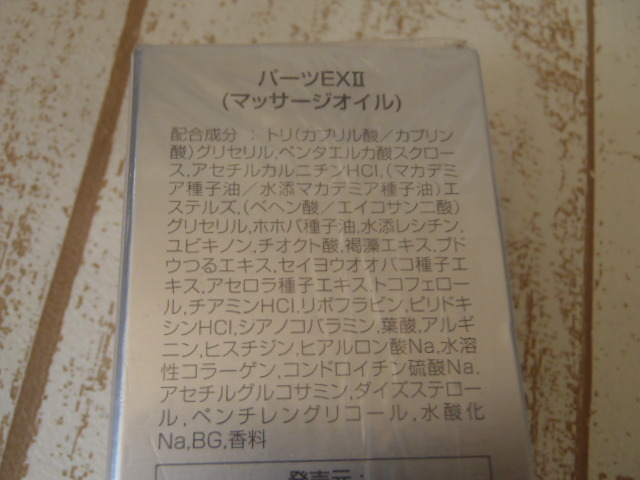 パーツEXⅡ
(マッサージオイル)
配合成分 : トリ(カプリル酸/カプリン
酸)グリセリル,ペンタエルカ酸スクロー
ス,アセチルカルニチンHCl,(マカデミ
ア種子油/水添マカデミア種子油)エ
ステルズ,(ベヘン酸/エイコサン二酸)
グリセリル,ホホバ種子油,水添レシチン,
ユビキノン,チオクト酸,褐藻エキス,ブド
ウつるエキス,セイヨウオオバコ種子エ
キス,アセロラ種子エキス,トコフェロー
ル,チアミンHCl,リボフラビン,ピリドキ
シンHCl,シアノコバラミン,葉酸,アルギ
ニン,ヒスチジン,ヒアルロン酸Na,水溶
性コラーゲン,コンドロイチン硫酸Na,
アセチルグルコサミン,ダイズステロー
ル,ペンチレングリコール,水酸化
Na,BG,香料
発売元: